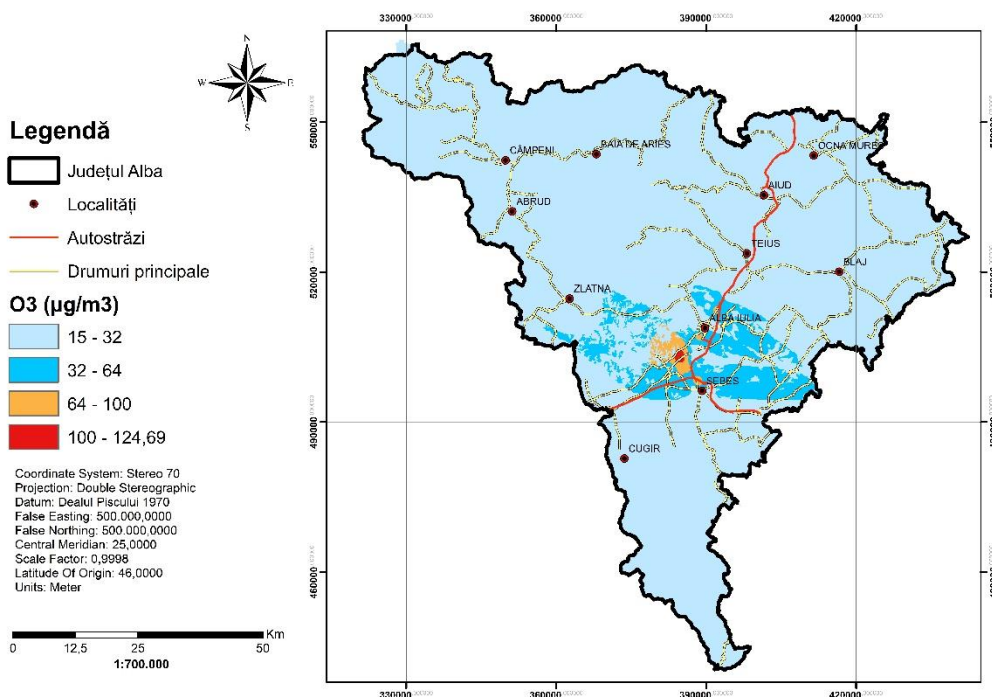 330000 360000 390000 420000
N
W E
S
Legendă
Județul Alba
Localități
Autostrăzi
Drumuri principale
O3 (µg/m3)
15 - 32
32 - 64
64 - 100
100 - 124,69
Coordinate System: Stereo 70
Projection: Double Stereographic
Datum: Dealul Piscului 1970
False Easting: 500.000,0000
False Northing: 500.000,0000
Central Meridian: 25,0000
Scale Factor: 0,9998
Latitude Of Origin: 46,0000
Units: Meter
Km
0 12,5 25 50
1:700.000
CÂMPENI
BAIA DE ARIEȘ
OCNA MUREȘ
AIUD
ABRUD
TEIUȘ
BLAJ
ZLATNA
ALBA IULIA
SEBEȘ
CUGIR
520000
490000
460000
330000 360000 390000 420000